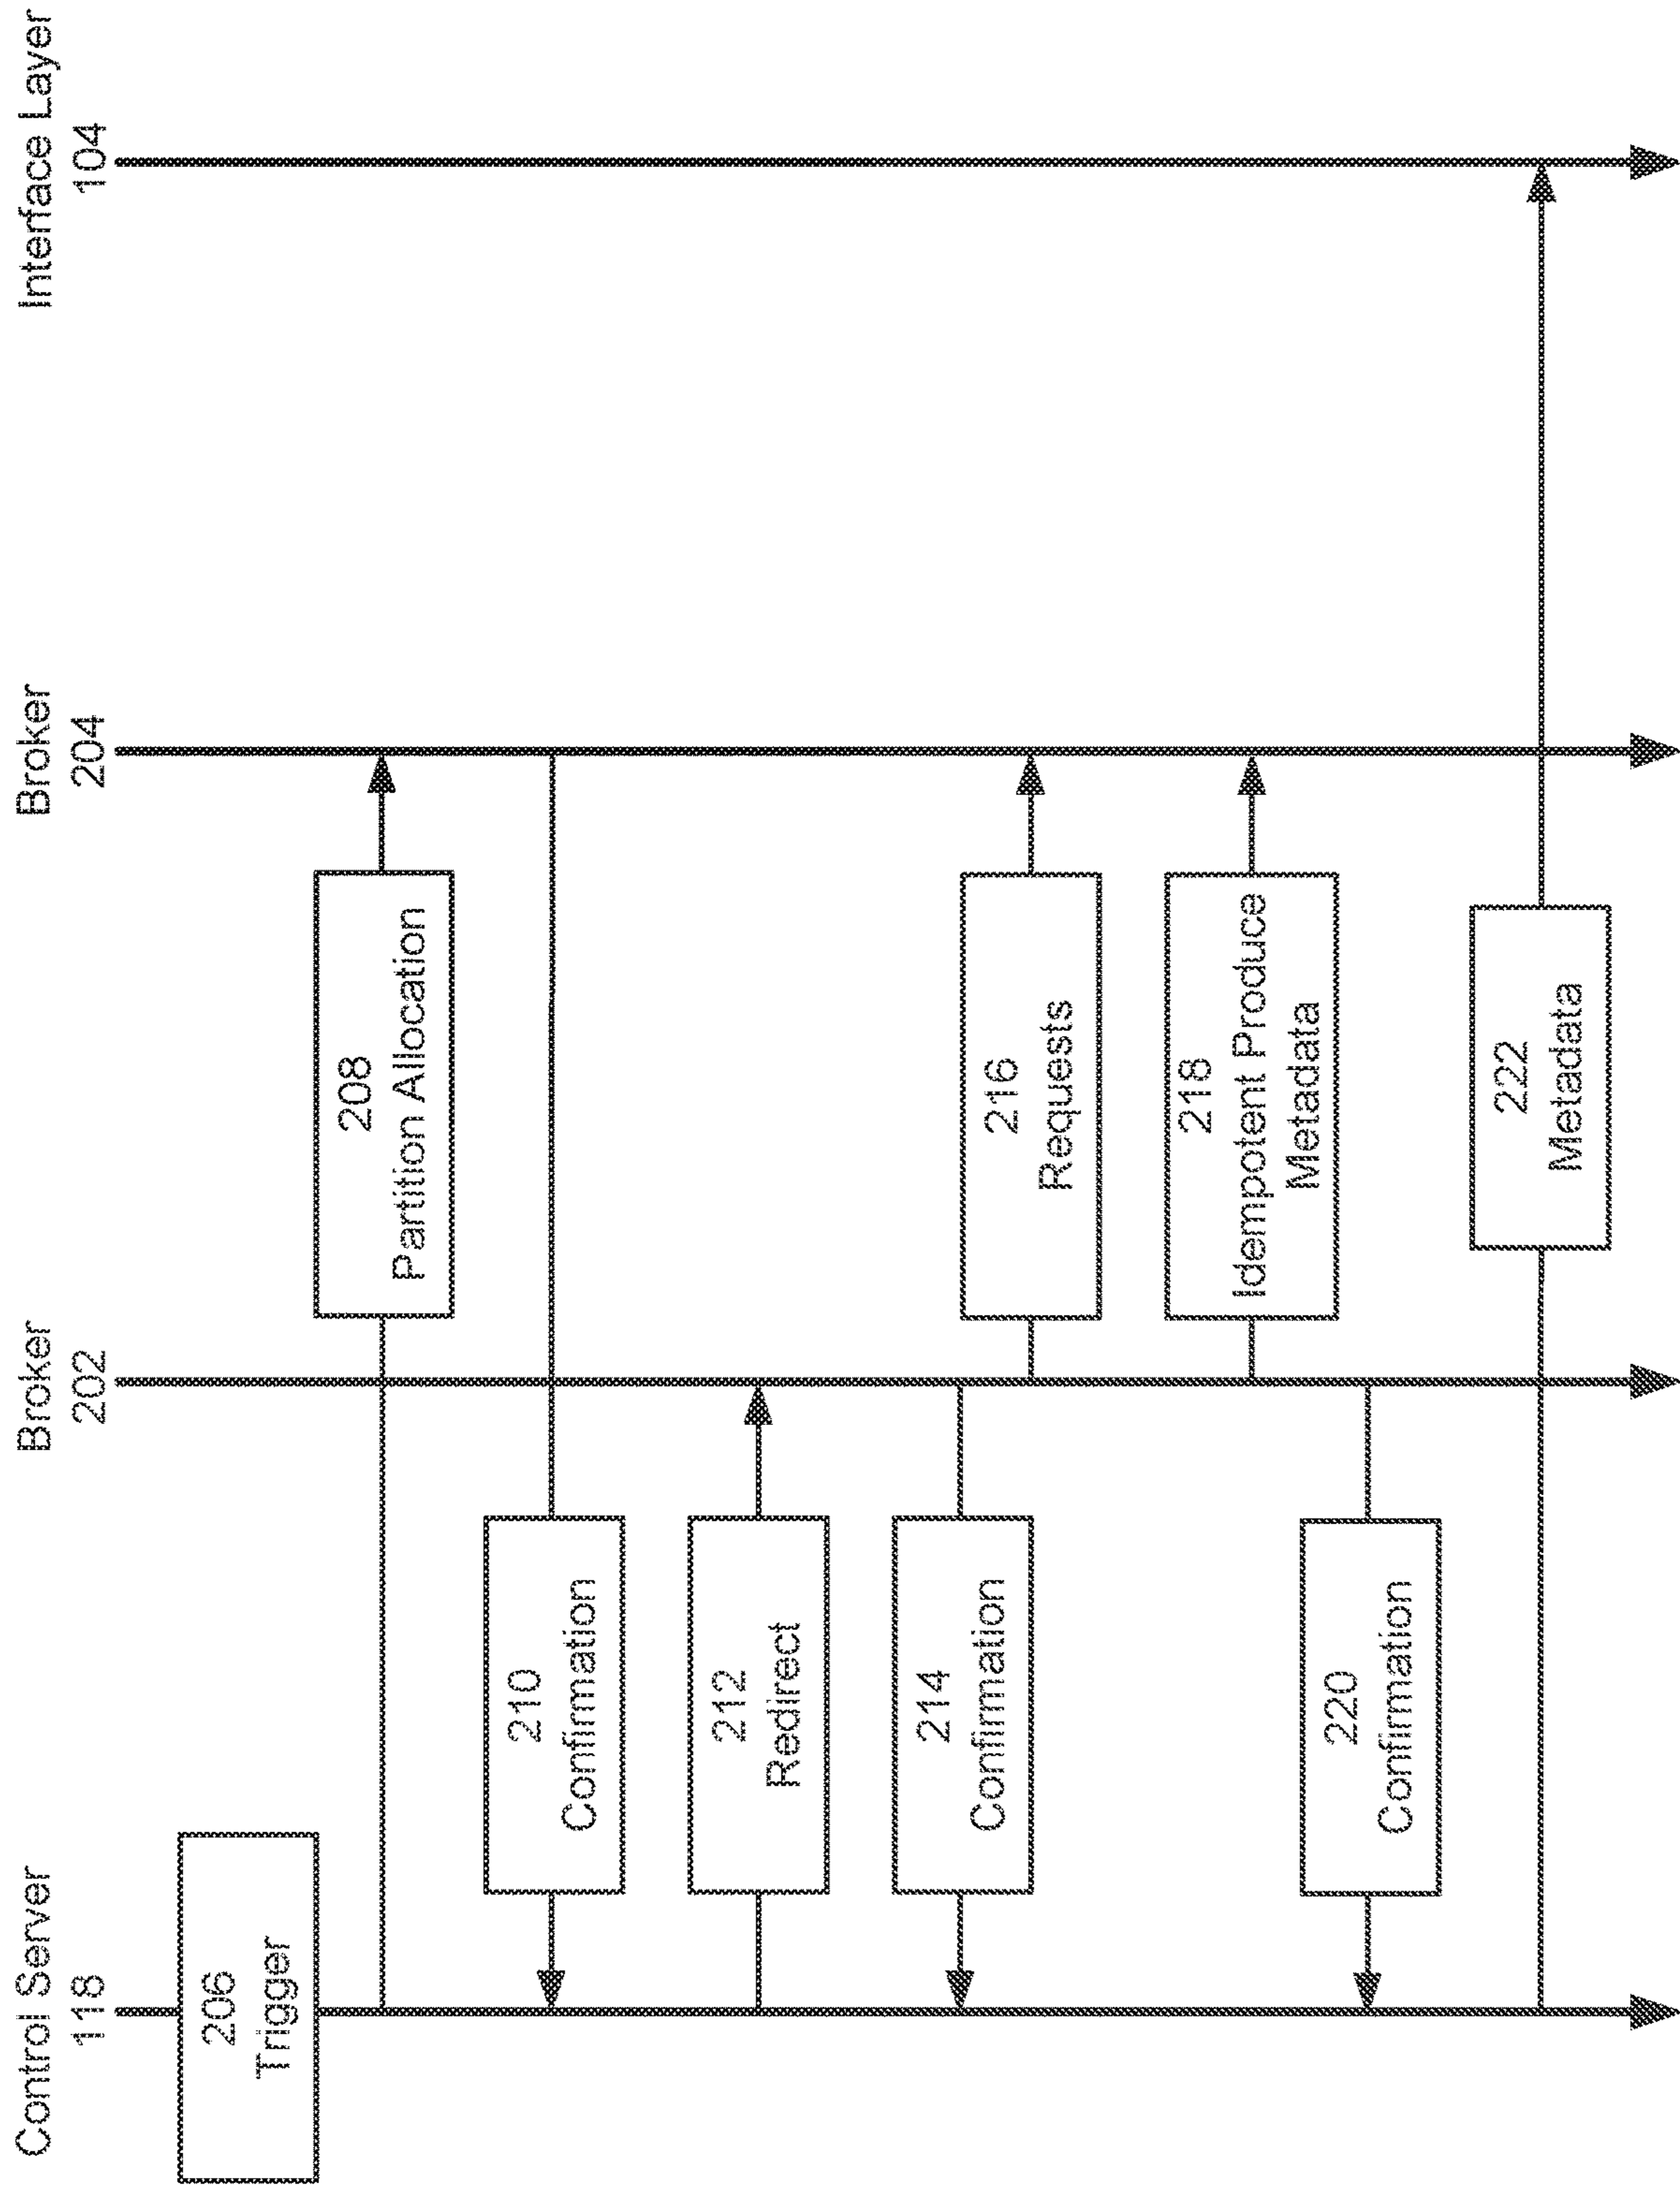 Control Server
118
Broker
202
Broker
204
Interface Layer
104
206
Trigger
208
Partition Allocation
210
Confirmation
212
Redirect
214
Confirmation
216
Requests
218
Idempotent Produce
Metadata
220
Confirmation
222
Metadata